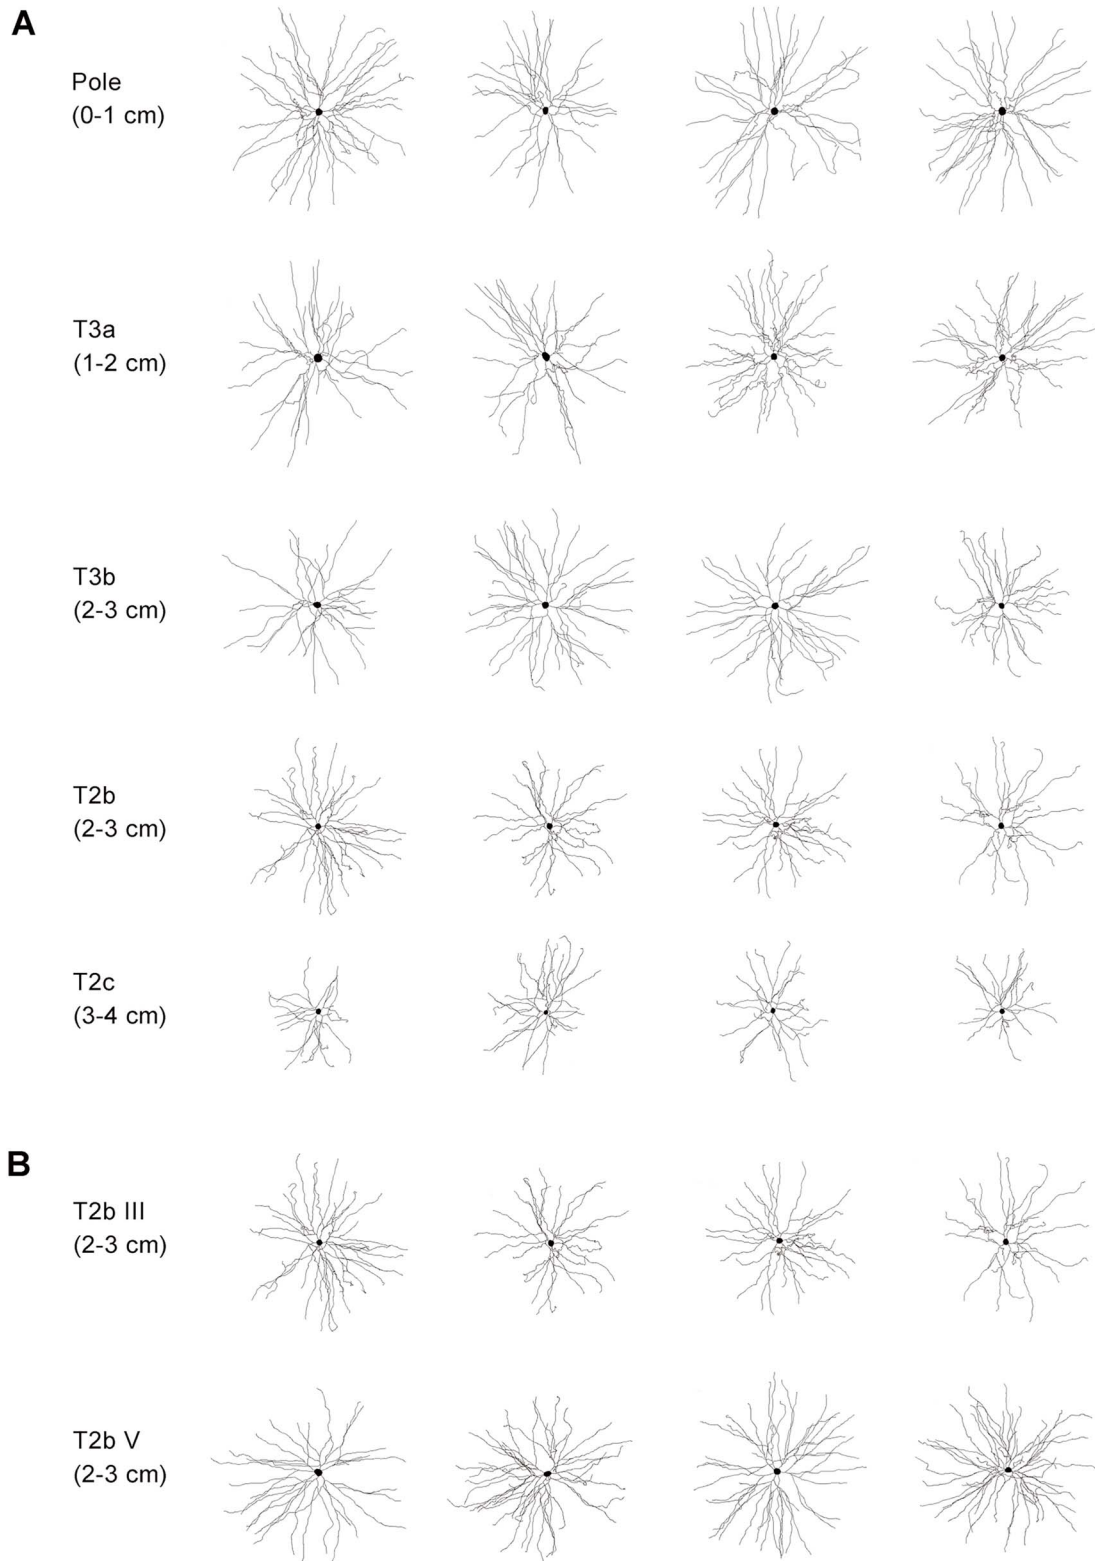 A
Pole
(0-1 cm)
T3a
(1-2 cm)
T3b
(2-3 cm)
T2b
(2-3 cm)
T2c
(3-4 cm)
B
T2b III
(2-3 cm)
T2b V
(2-3 cm)